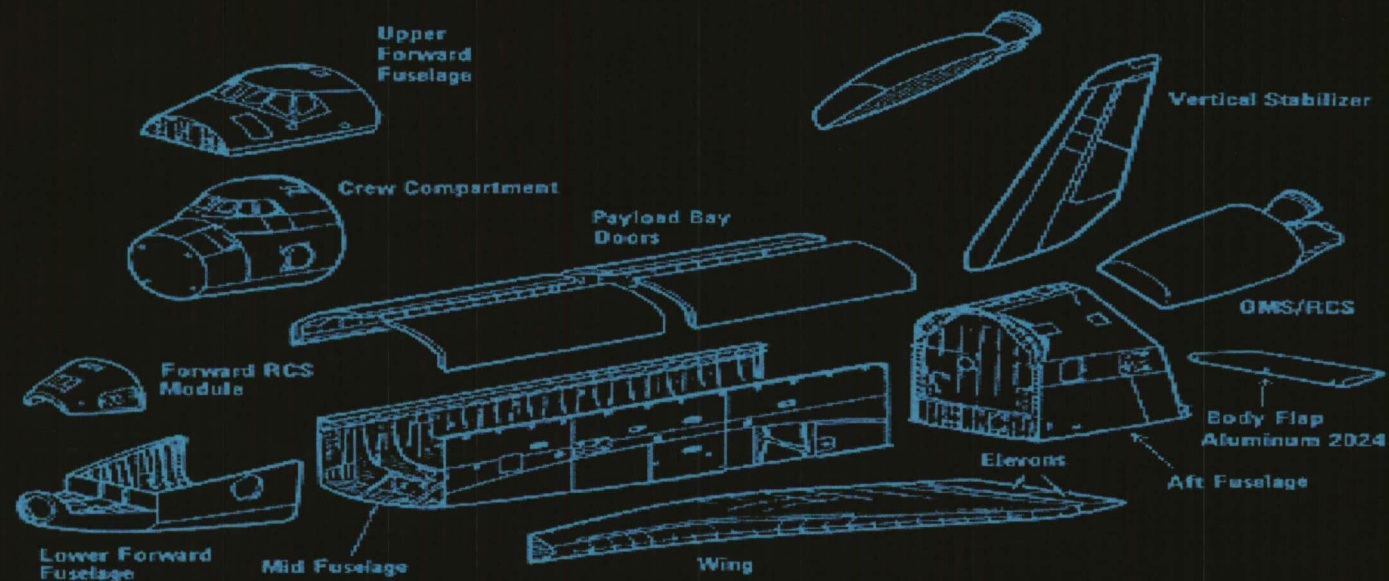 Upper
Forward
Fuselage
Vertical Stabilizer
Crew Compartment
Payload Bay
Doors
OMS/RCS
Forward RCS
Module
Body Flap
Aluminum 2024
Elevons
Aft Fuselage
Lower Forward
Fuselage
Mid Fuselage
Wing